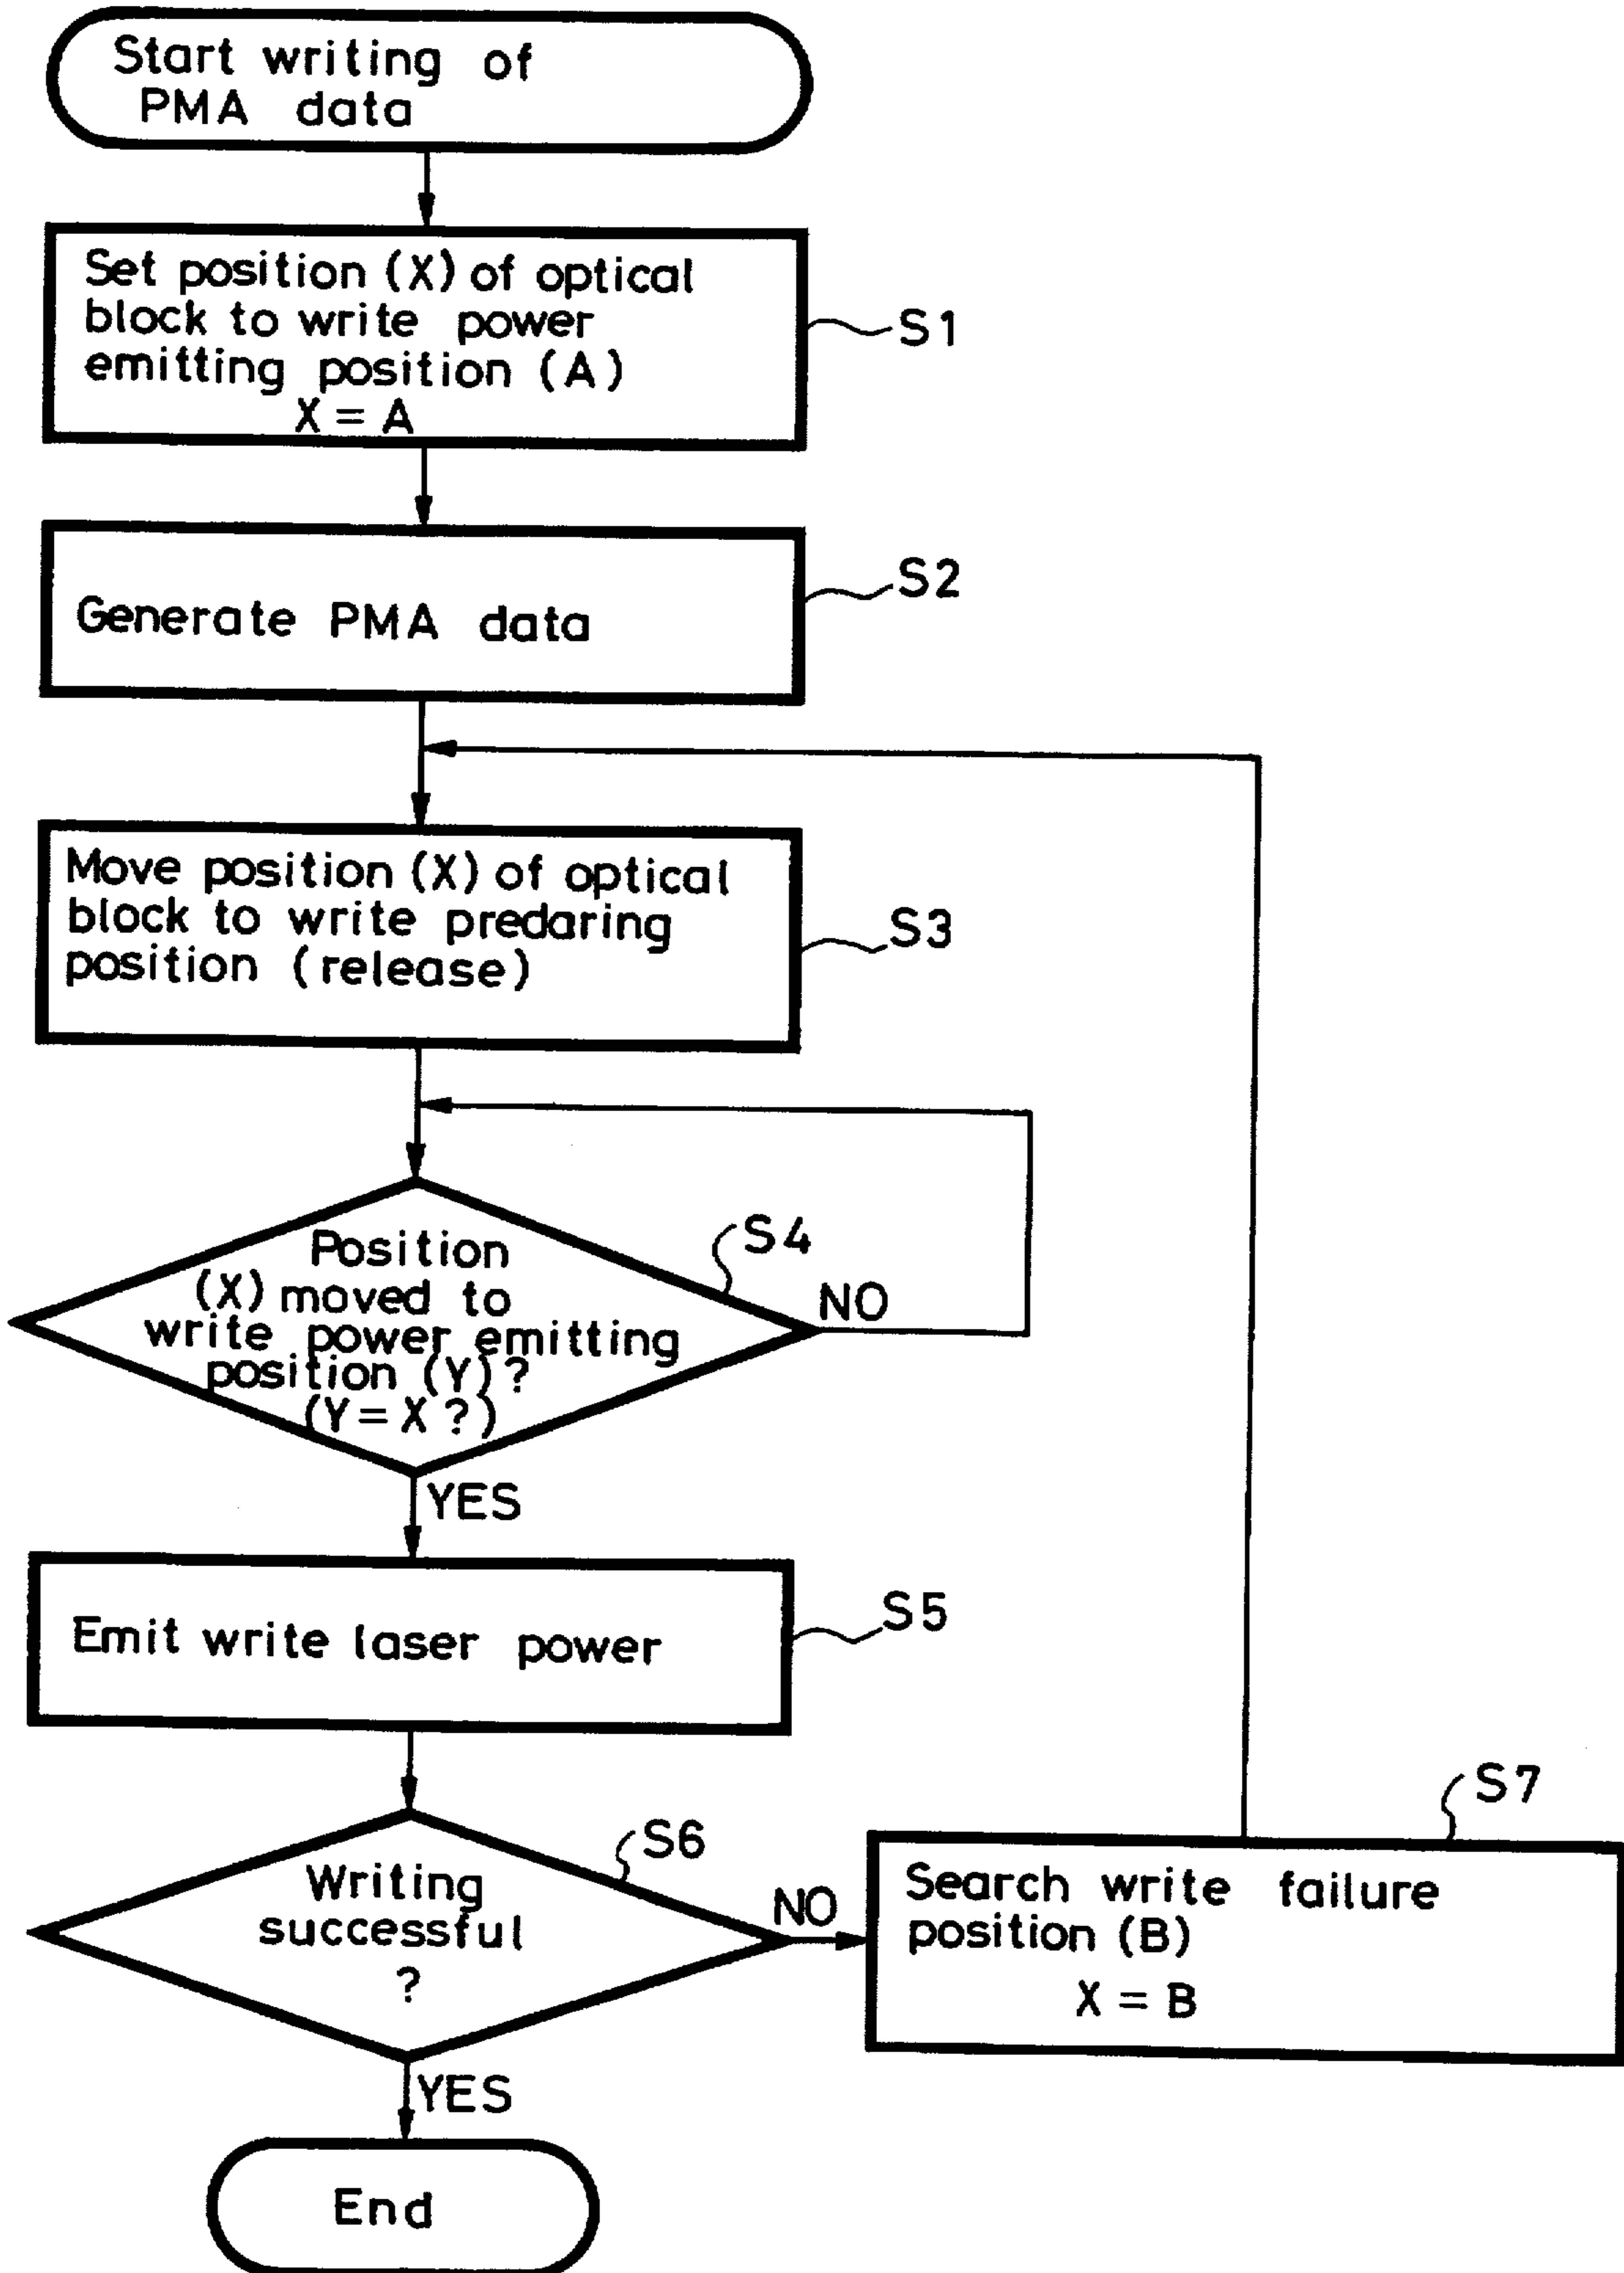 Start writing of
PMA data
Set position (X) of optical
block to write power
emitting position (A)
X = A
S1
Generate PMA data
S2
Move position (X) of optical
block to write predaring
position (release)
S3
Position
(X) moved to
write power emitting
position (Y)?
(Y = X ?)
S4
NO
YES
Emit write laser power
S5
Writing
successful
?
S6
NO
Search write failure
position (B)
X = B
S7
YES
End